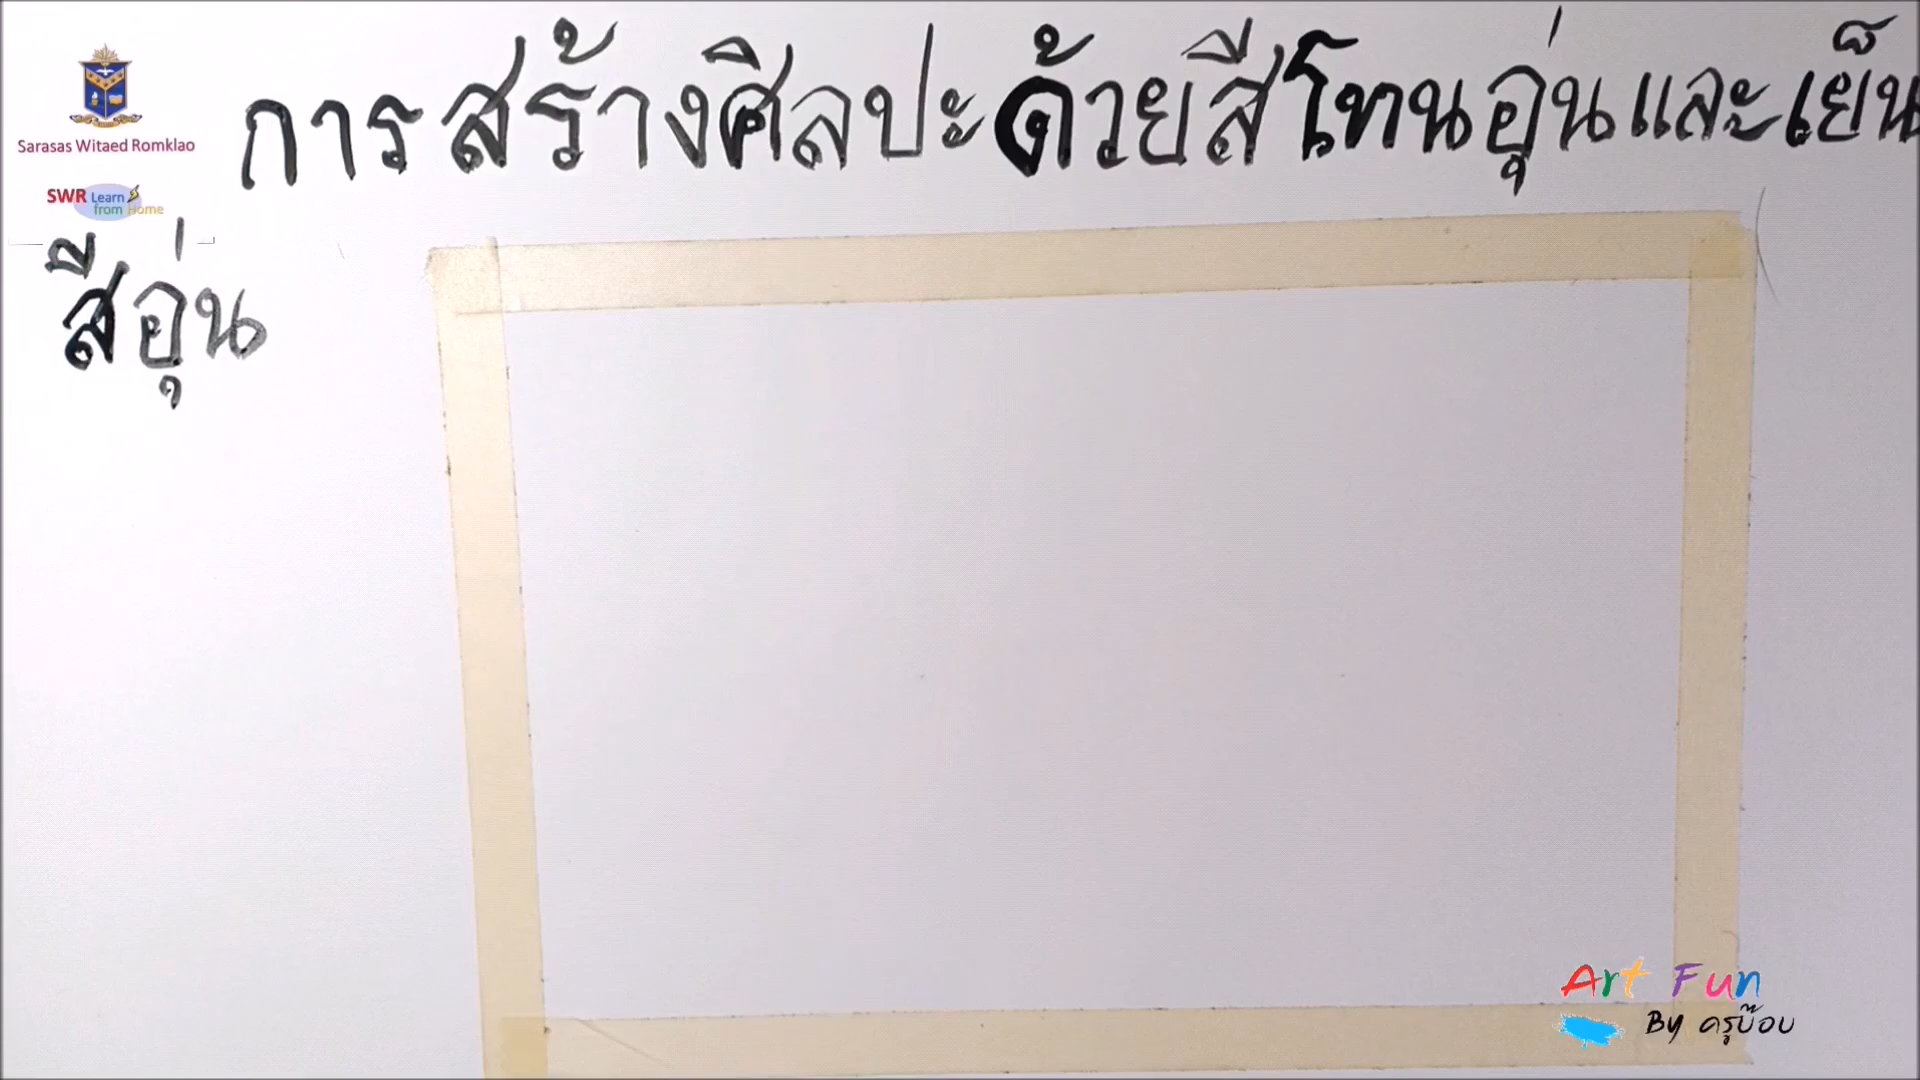 การสร้างศิลปะด้วยสีโทนอุ่นและเย็น
Sarasas Witaed Romklao
SWR Learn
from Home
สีอุ่น
Art Fun
By ครูบ๊อบ